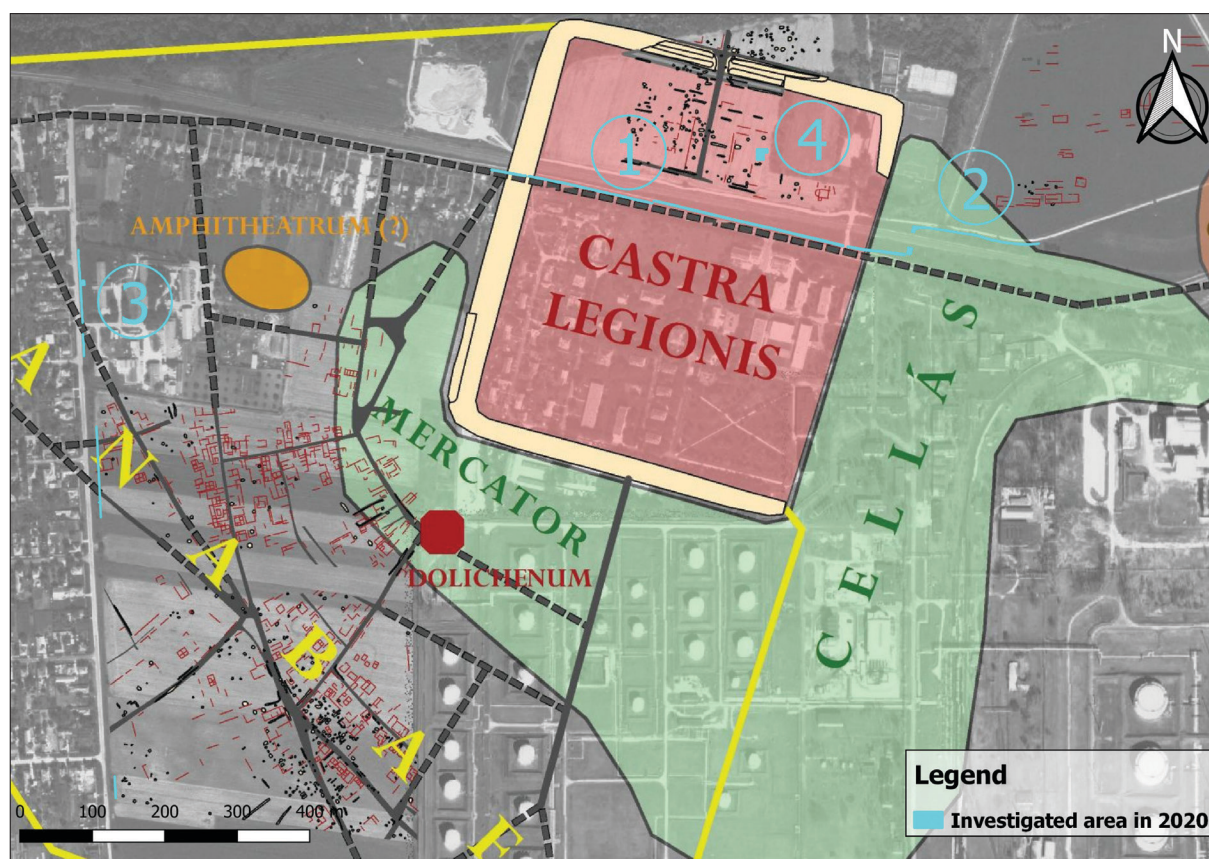 N
1
4
2
AMPHITHEATRUM (?)
3
CASTRA
LEGIONIS
MERCATOR
CELLÁS
DOLICHENUM
A
N
A
B
A
E
Legend
Investigated area in 2020
0 100 200 300 400 m